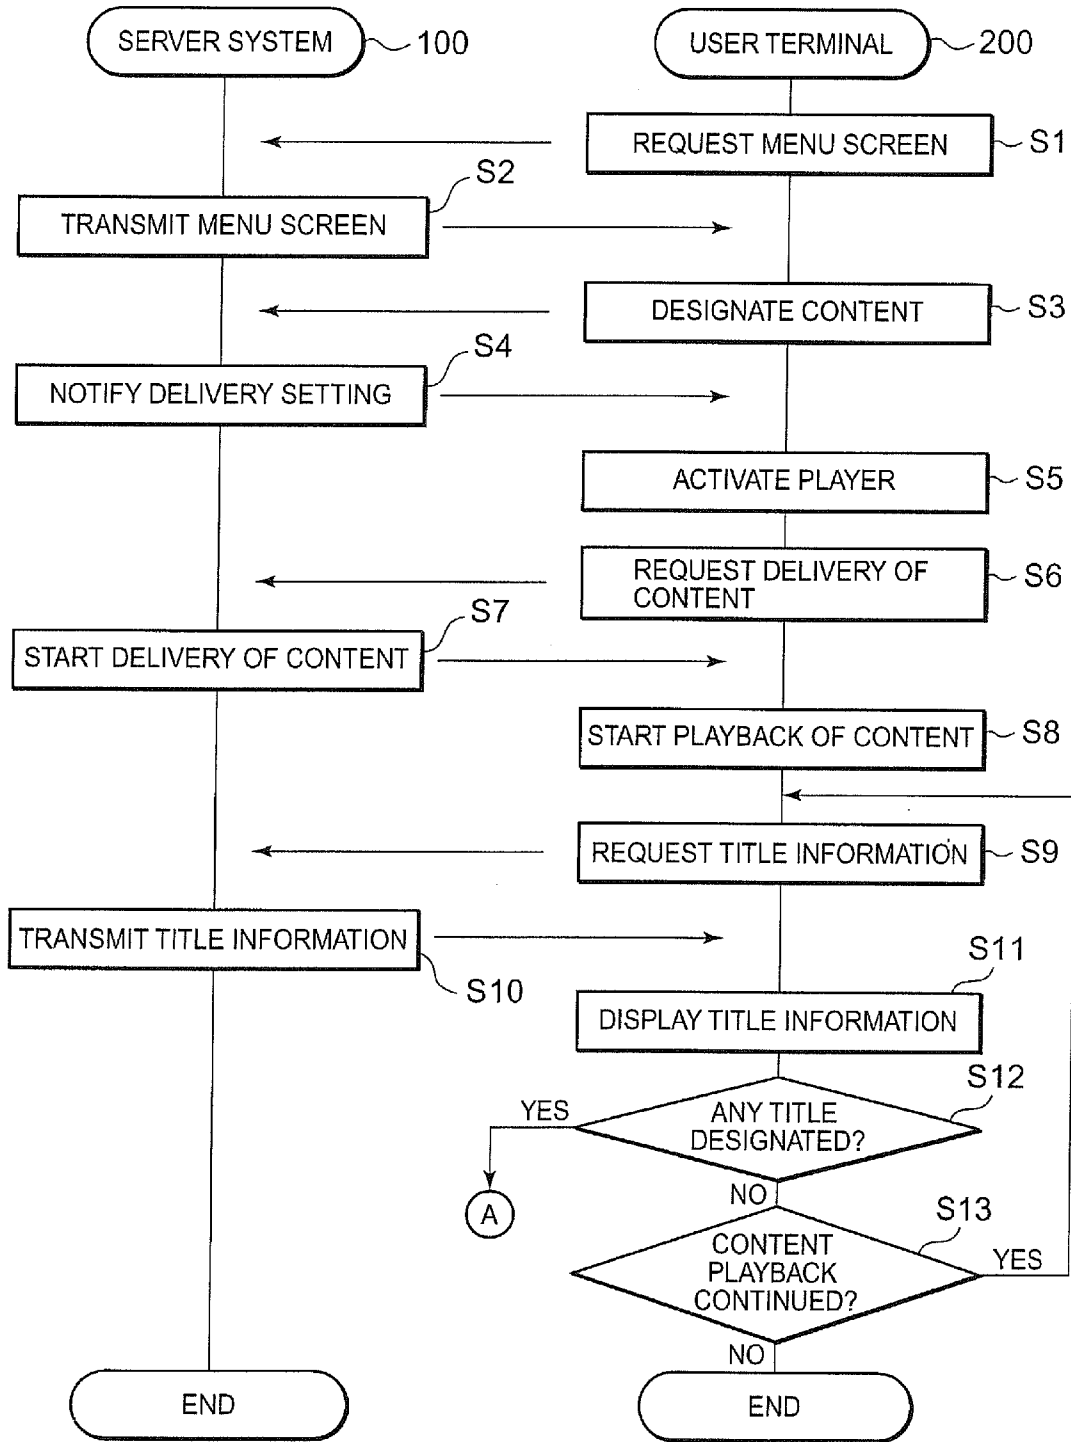 SERVER SYSTEM
100
USER TERMINAL
200
REQUEST MENU SCREEN
S1
S2
TRANSMIT MENU SCREEN
DESIGNATE CONTENT
S3
S4
NOTIFY DELIVERY SETTING
ACTIVATE PLAYER
S5
REQUEST DELIVERY OF
CONTENT
S6
S7
START DELIVERY OF CONTENT
START PLAYBACK OF CONTENT
S8
REQUEST TITLE INFORMATION
S9
TRANSMIT TITLE INFORMATION
S10
S11
DISPLAY TITLE INFORMATION
S12
ANY TITLE
DESIGNATED?
YES
A
NO
S13
CONTENT
PLAYBACK
CONTINUED?
YES
NO
END
END